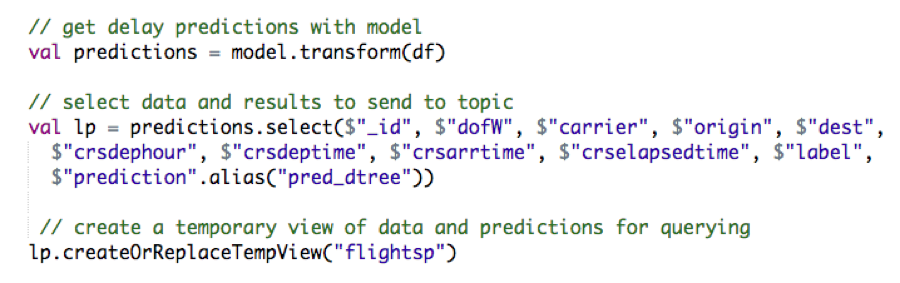 // get delay predictions with model
val predictions = model.transform(df)
// select data and results to send to topic
val lp = predictions.select($"_id", $"dofW", $"carrier", $"origin", $"dest",
$"crsdephour", $"crsdeptime", $"crsarrtime", $"crselapsedtime", $"label",
$"prediction".alias("pred_dtree"))
// create a temporary view of data and predictions for querying
lp.createOrReplaceTempView("flightsp")